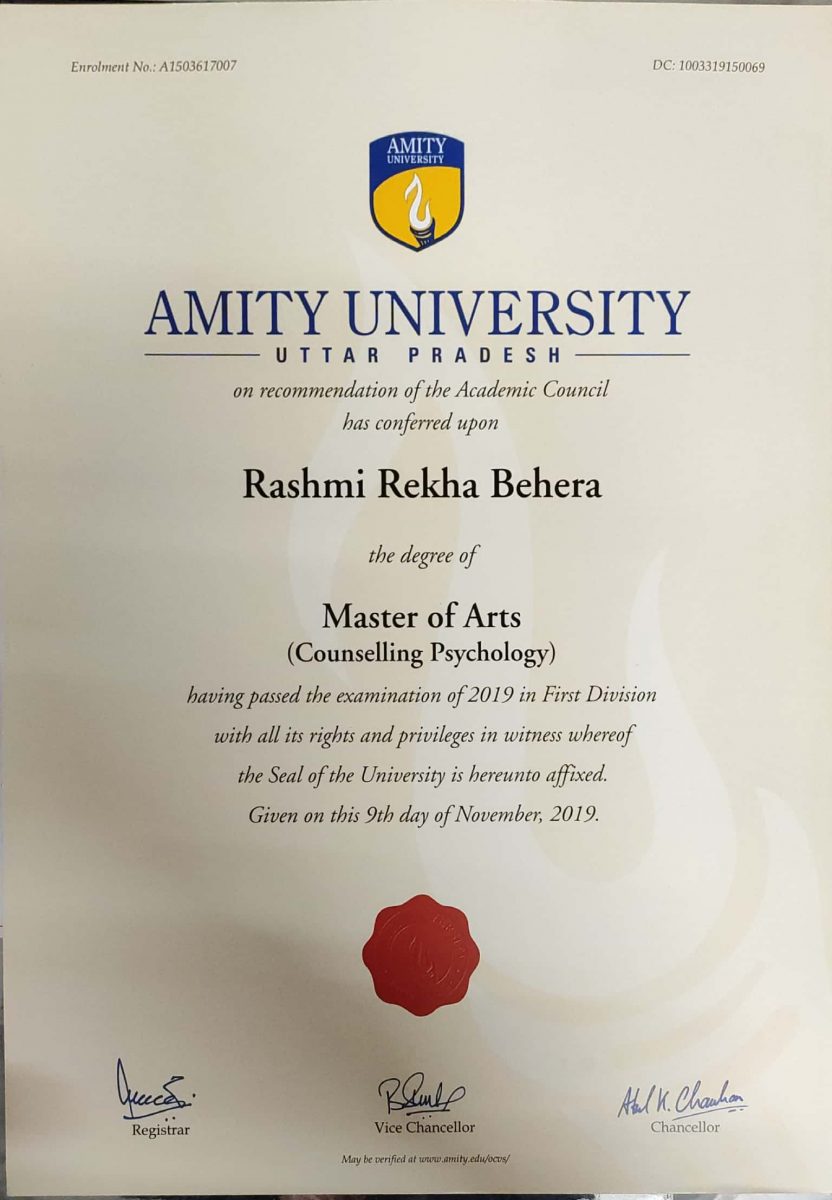 Enrolment No.: A1503617007
DC: 1003319150069
AMITY
UNIVERSITY
AMITY UNIVERSITY
UTTAR PRADESH
on recommendation of the Academic Council
has conferred upon
Rashmi Rekha Behera
the degree of
Master of Arts
(Counselling Psychology)
having passed the examination of 2019 in First Division
with all its rights and privileges in witness whereof
the Seal of the University is hereunto affixed.
Given on this 9th day of November, 2019.
Registrar
Vice Chancellor
Chancellor
May be verified at www.amity.edu/ocvs/